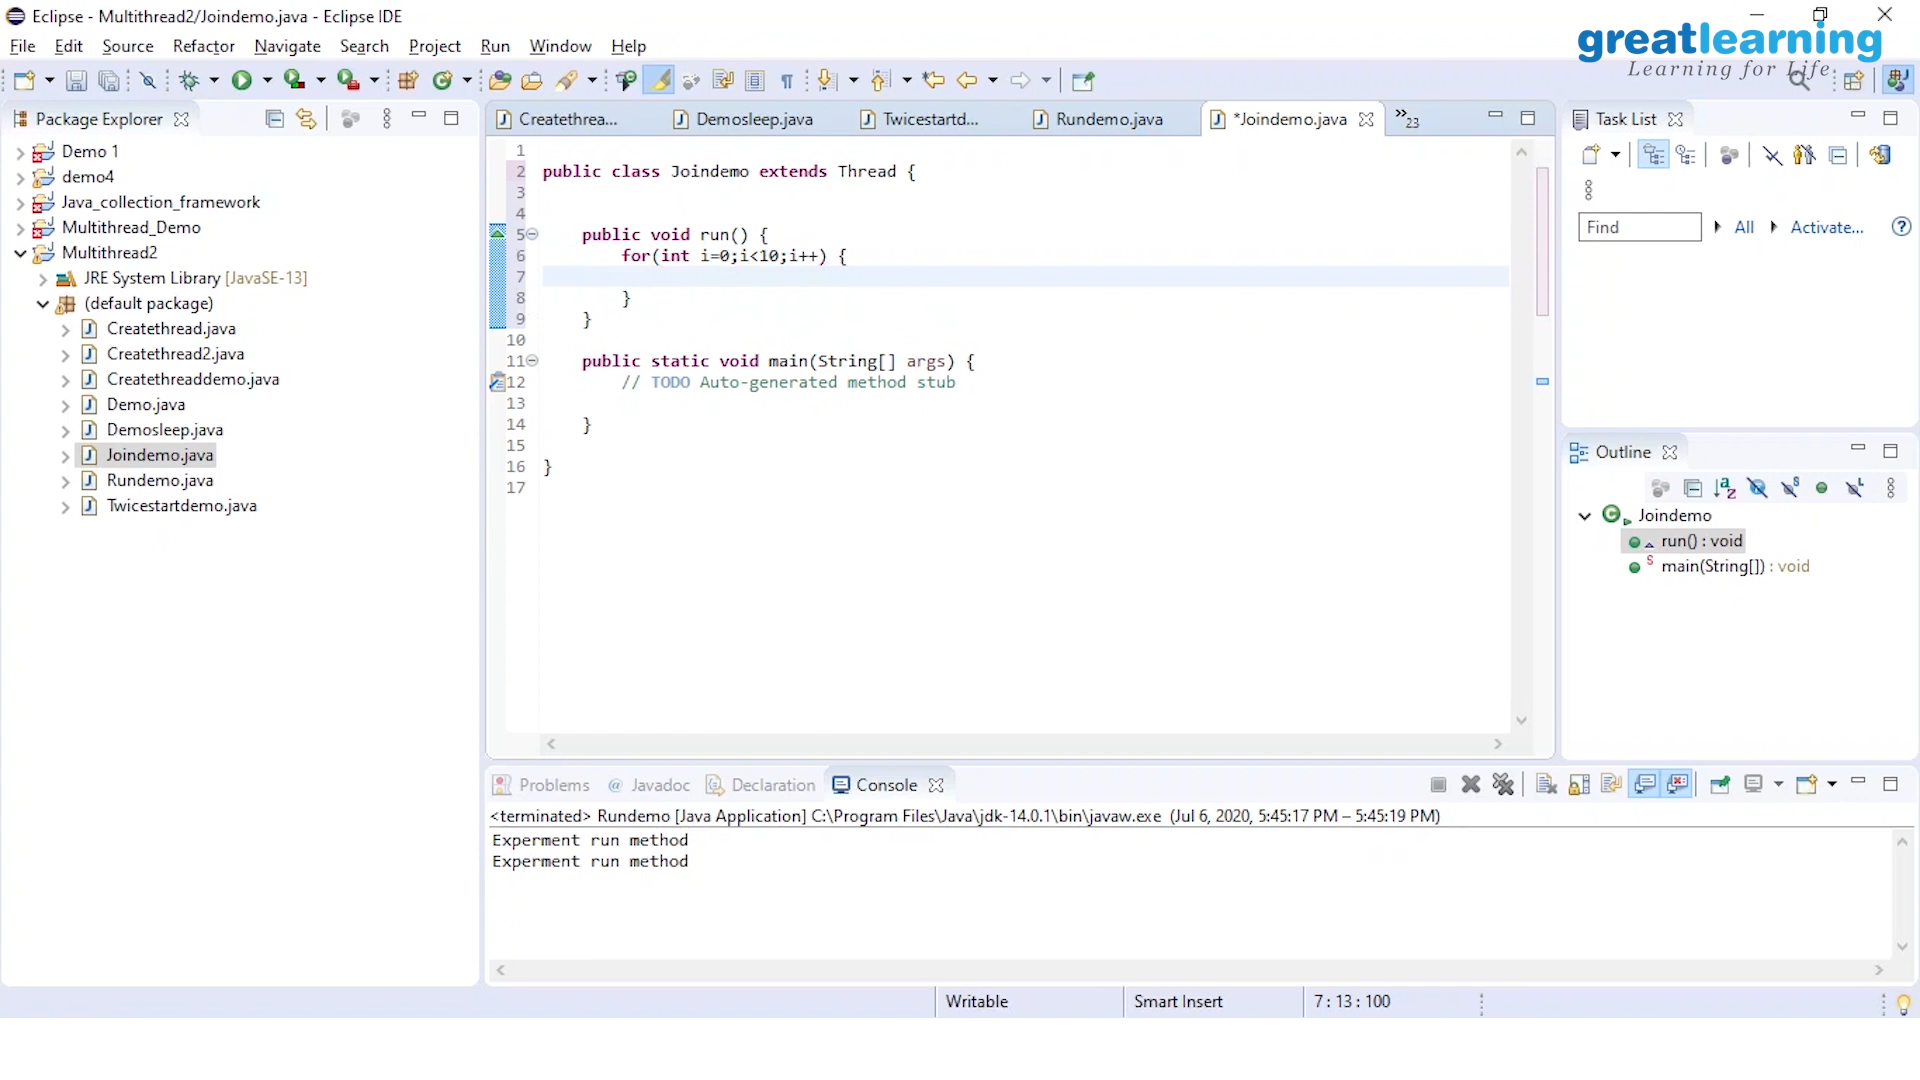 Eclipse - Multithread2/Joindemo.java - Eclipse IDE
greatlearning
Learning for Life
File Edit Source Refactor Navigate Search Project Run Window Help
Package Explorer
Demo 1
demo4
Java_collection_framework
Multithread_Demo
Multithread2
JRE System Library [JavaSE-13]
(default package)
Createthread.java
Createthread2.java
Createthreaddemo.java
Demo.java
Demosleep.java
Joindemo.java
Rundemo.java
Twicestartdemo.java
Createthrea... Demosleep.java Twicestartd... Rundemo.java *Joindemo.java »23
1
2 public class Joindemo extends Thread {
3
4
5 public void run() {
6 for(int i=0;i<10;i++) {
7
8 }
9 }
10
11 public static void main(String[] args) {
12 // TODO Auto-generated method stub
13
14 }
15
16 }
17
Task List
Find All Activate...
Outline
Joindemo
run() : void
main(String[]) : void
Problems @ Javadoc Declaration Console
<terminated> Rundemo [Java Application] C:\Program Files\Java\jdk-14.0.1\bin\javaw.exe (Jul 6, 2020, 5:45:17 PM – 5:45:19 PM)
Experment run method
Experment run method
Writable Smart Insert 7 : 13 : 100